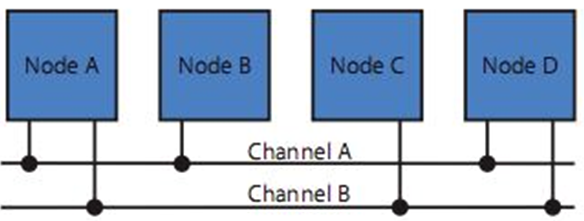 Node A
Node B
Node C
Node D
Channel A
Channel B